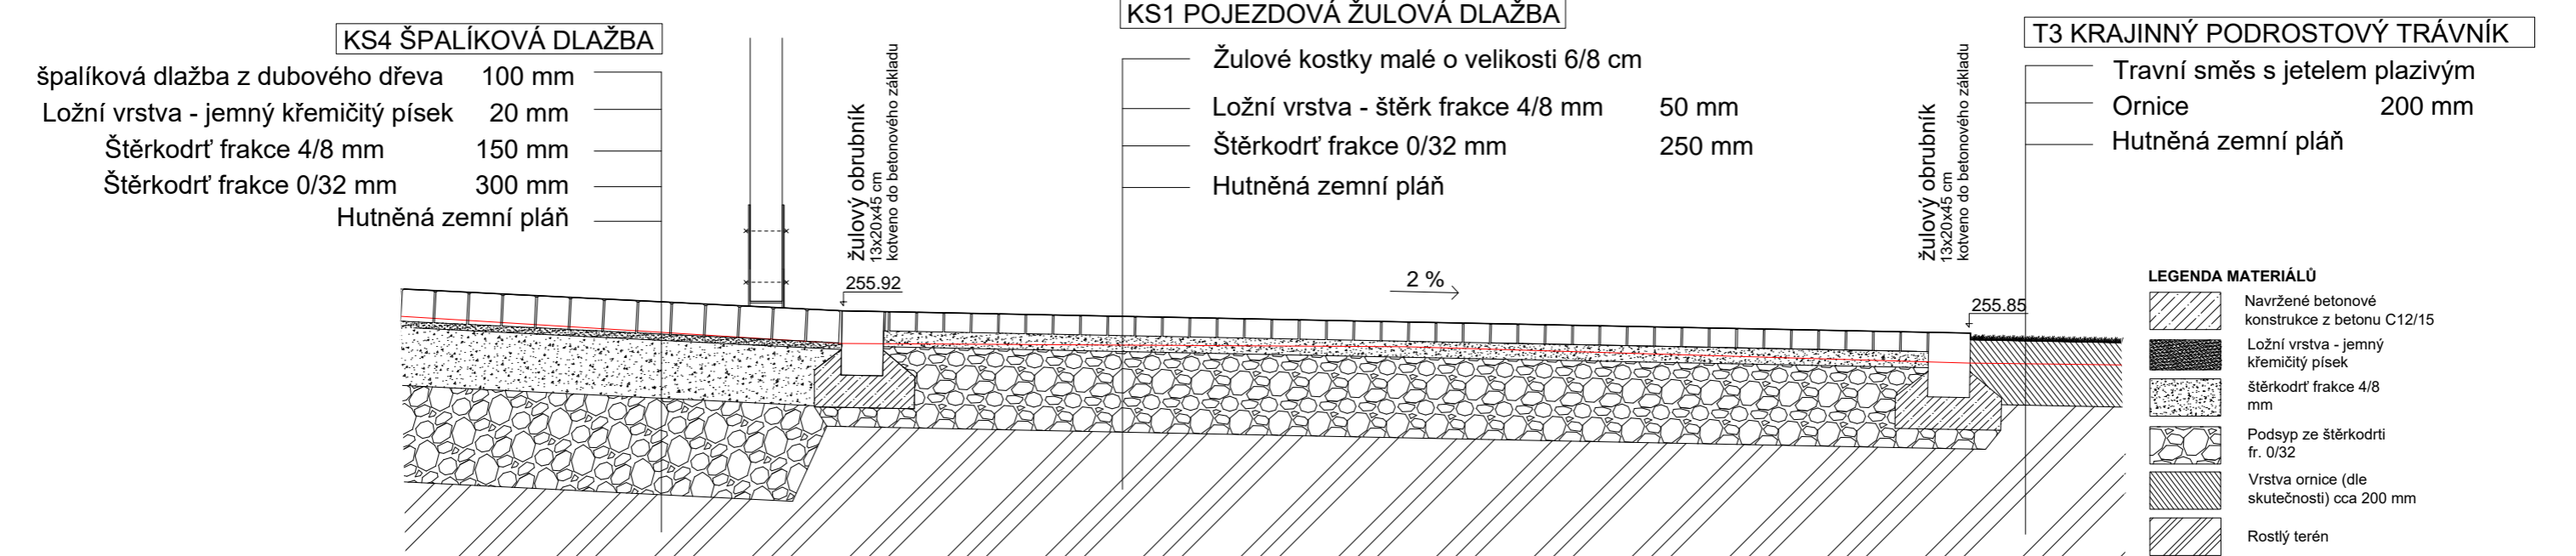 KS4 ŠPALÍKOVÁ DLAŽBA
špalíková dlažba z dubového dřeva 100 mm
Ložní vrstva - jemný křemičitý písek 20 mm
Štěrkodrť frakce 4/8 mm 150 mm
Štěrkodrť frakce 0/32 mm 300 mm
Hutněná zemní pláň
žulový obrubník
13x20x45 cm
kotveno do betonového základu
255.92
KS1 POJEZDOVÁ ŽULOVÁ DLAŽBA
Žulové kostky malé o velikosti 6/8 cm
Ložní vrstva - štěrk frakce 4/8 mm 50 mm
Štěrkodrť frakce 0/32 mm 250 mm
Hutněná zemní pláň
2 %
žulový obrubník
13x20x45 cm
kotveno do betonového základu
255.85
T3 KRAJINNÝ PODROSTOVÝ TRÁVNÍK
Travní směs s jetelem plazivým
Ornice 200 mm
Hutněná zemní pláň
LEGENDA MATERIÁLŮ
Navržené betonové
konstrukce z betonu C12/15
Ložní vrstva - jemný
křemičitý písek
štěrkodrť frakce 4/8
mm
Podsyp ze štěrkodrti
fr. 0/32
Vrstva ornice (dle
skutečnosti) cca 200 mm
Rostlý terén